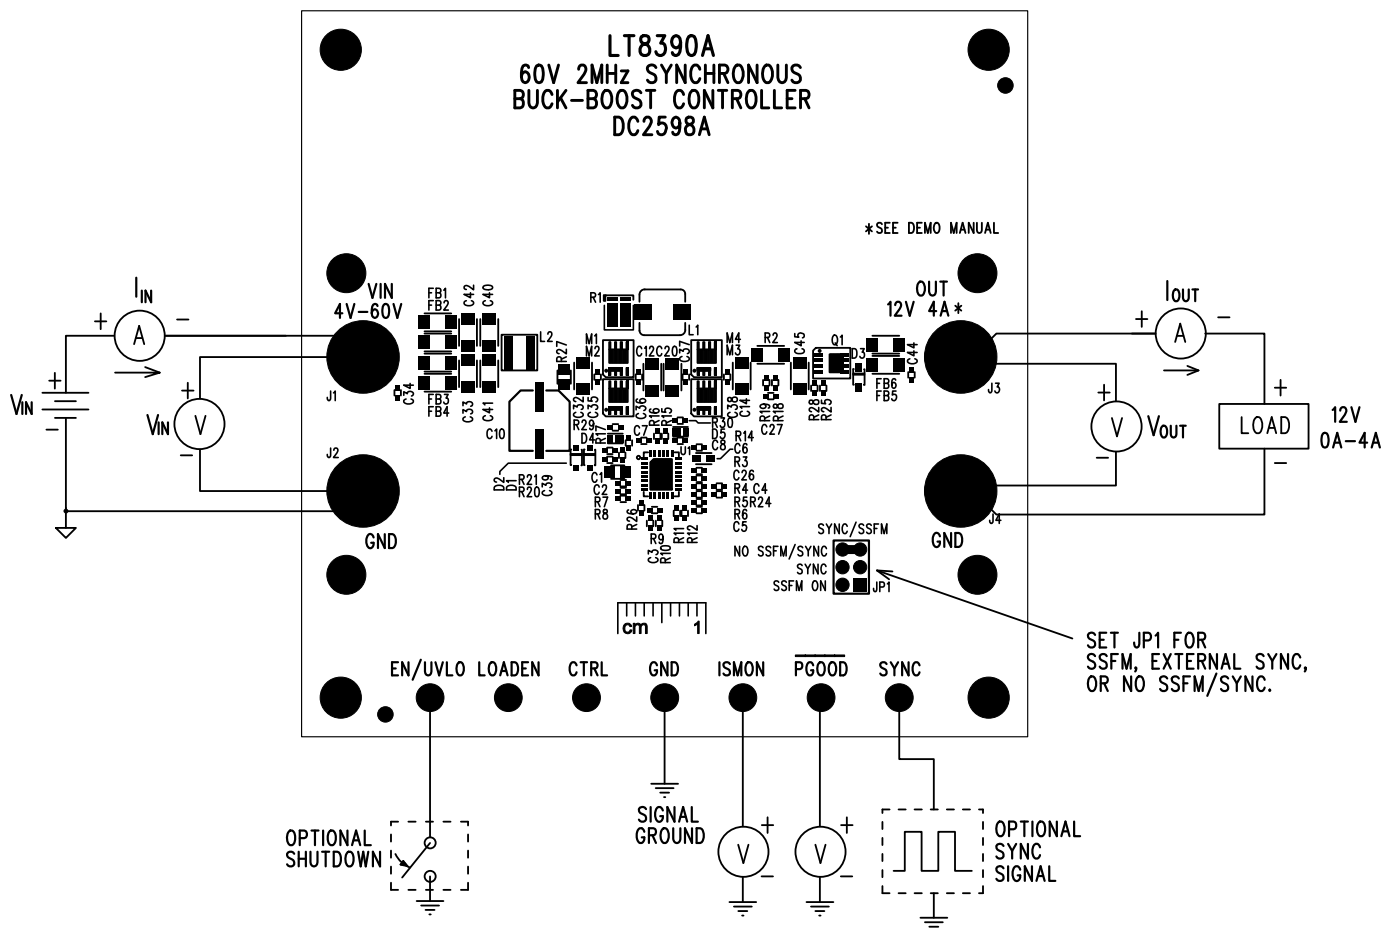 LT8390A
60V 2MHz SYNCHRONOUS
BUCK-BOOST CONTROLLER
DC2598A
*SEE DEMO MANUAL
VIN
4V-60V
OUT
12V 4A*
IIN
+ A -
VIN
+
-
VIN
+
V
-
J1
J2
GND
FB1
FB2
FB3
FB4
C42
C40
C33
C41
C34
L2
C10
R27
R1
M1
M2
L1
M4
M3
C12
C20
C37
R2
C45
Q1
D3
C44
FB6
FB5
C32
C35
C36
R16
R15
C38
C14
R19
R18
C27
R28
R25
R29
D4
R17
C7
R30
D5
C8
U1
R14
C6
R3
C26
R4 C4
R5 R24
R6
C5
D2
D1
R21
R20
C39
C1
C2
R7
R8
R26
R9
C3
R10
R11
R12
IOUT
+ A -
J3
J4
GND
+
V
-
VOUT
+
LOAD
-
12V
0A-4A
SYNC/SSFM
NO SSFM/SYNC
SYNC
SSFM ON
JP1
cm 1
SET JP1 FOR
SSFM, EXTERNAL SYNC,
OR NO SSFM/SYNC.
EN/UVLO
LOADEN
CTRL
GND
ISMON
PGOOD
SYNC
OPTIONAL
SHUTDOWN
SIGNAL
GROUND
+
V
-
+
V
-
OPTIONAL
SYNC
SIGNAL